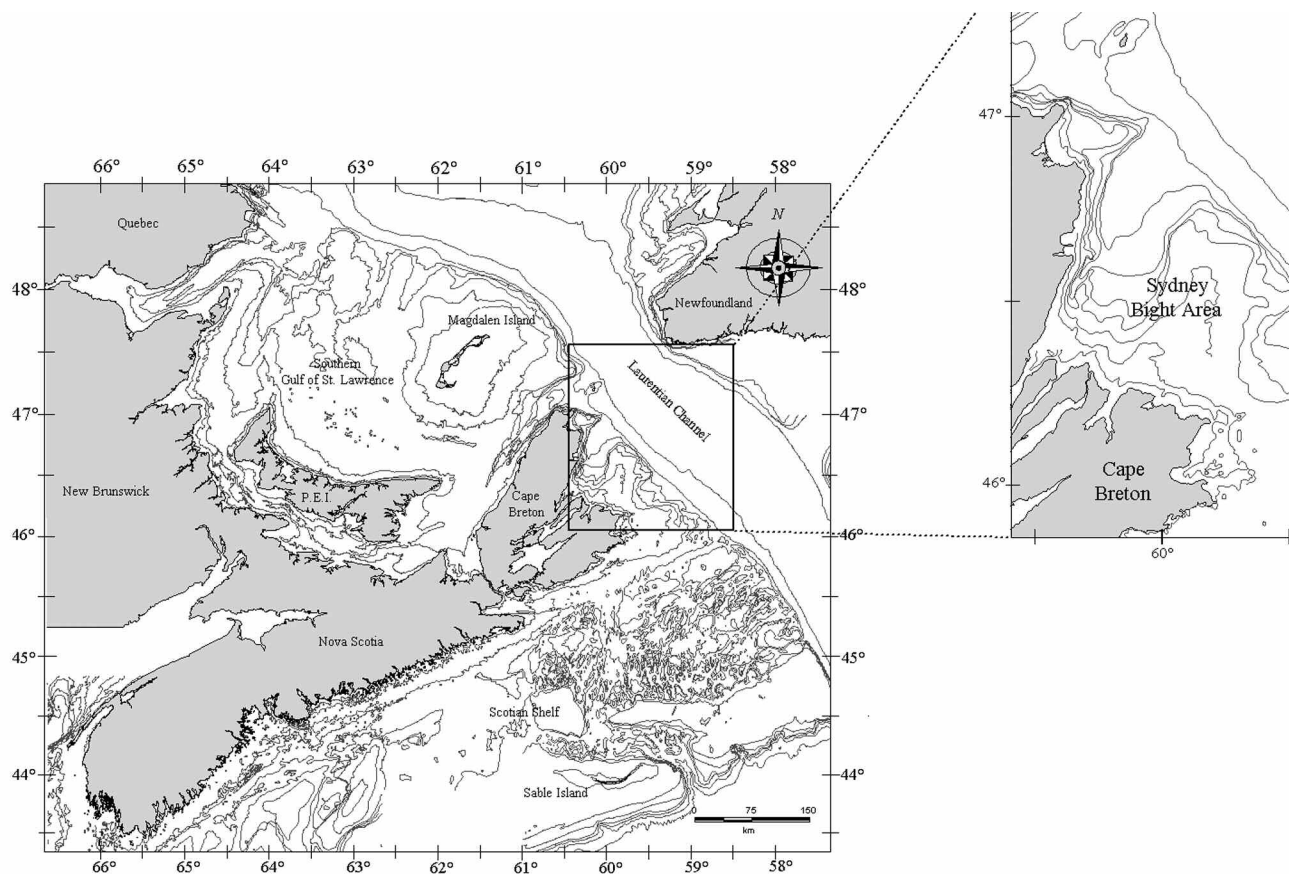 47°
66° 65° 64° 63° 62° 61° 60° 59° 58°
Quebec
N
48°
48°
Newfoundland
Magdalen Island
Sydney
Bight Area
Southern
Gulf of St. Lawrence
Laurentian Channel
47°
47°
New Brunswick
P.E.I.
Cape
Breton
Cape
Breton
46°
46°
46°
60°
Nova Scotia
45°
45°
Scotian Shelf
44°
44°
Sable Island
0 75 150
km
66° 65° 64° 63° 62° 61° 60° 59° 58°